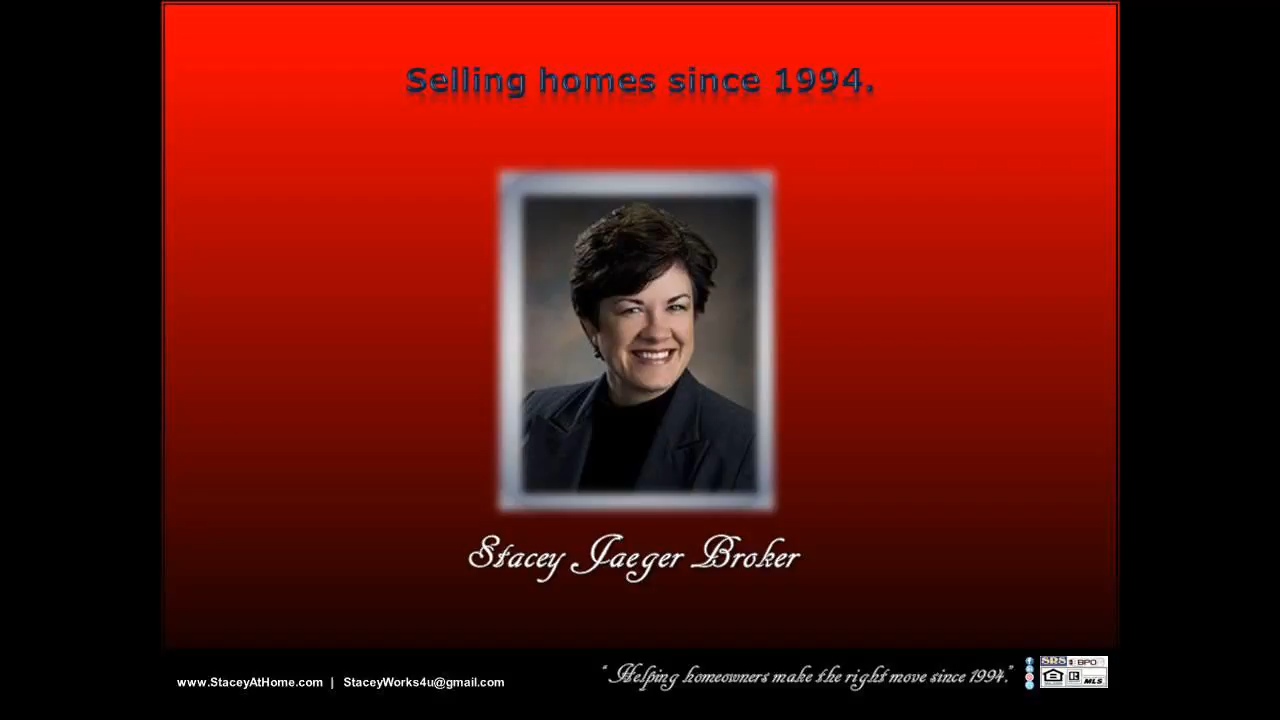 Selling homes since 1994.
Stacey Jaeger Broker
www.StaceyAtHome.com | StaceyWorks4u@gmail.com
“ Helping homeowners make the right move since 1994.”
SRS BPO
R MLS